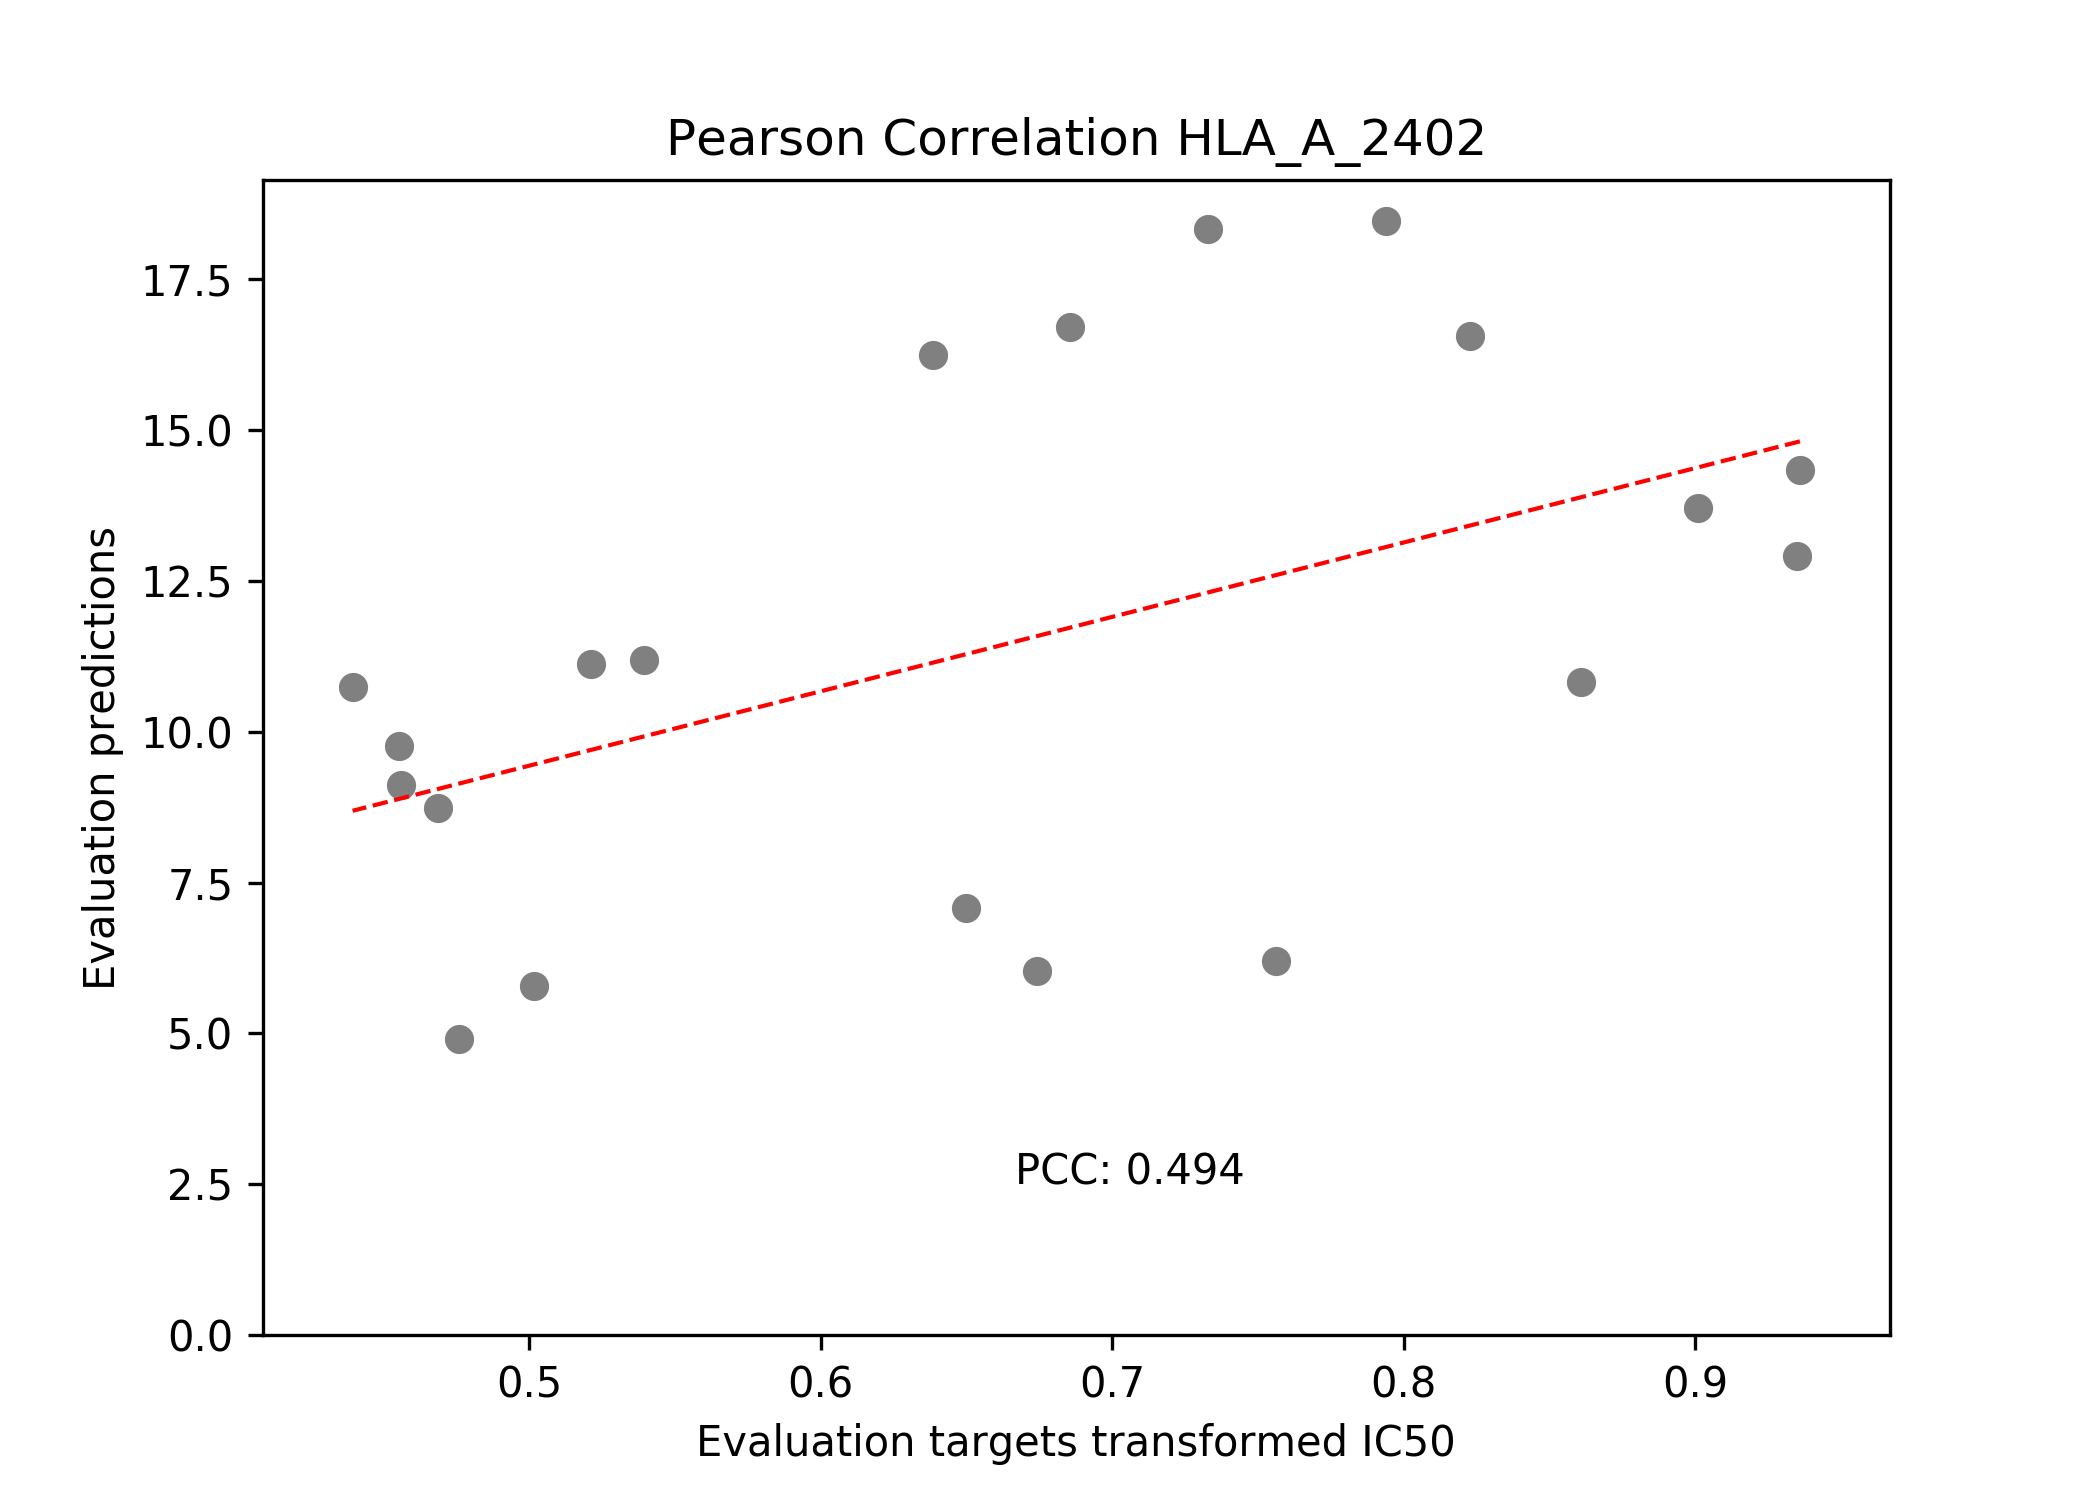 Pearson Correlation HLA_A_2402
17.5
15.0
12.5
10.0
7.5
5.0
2.5
0.0
Evaluation predictions
PCC: 0.494
0.5 0.6 0.7 0.8 0.9
Evaluation targets transformed IC50